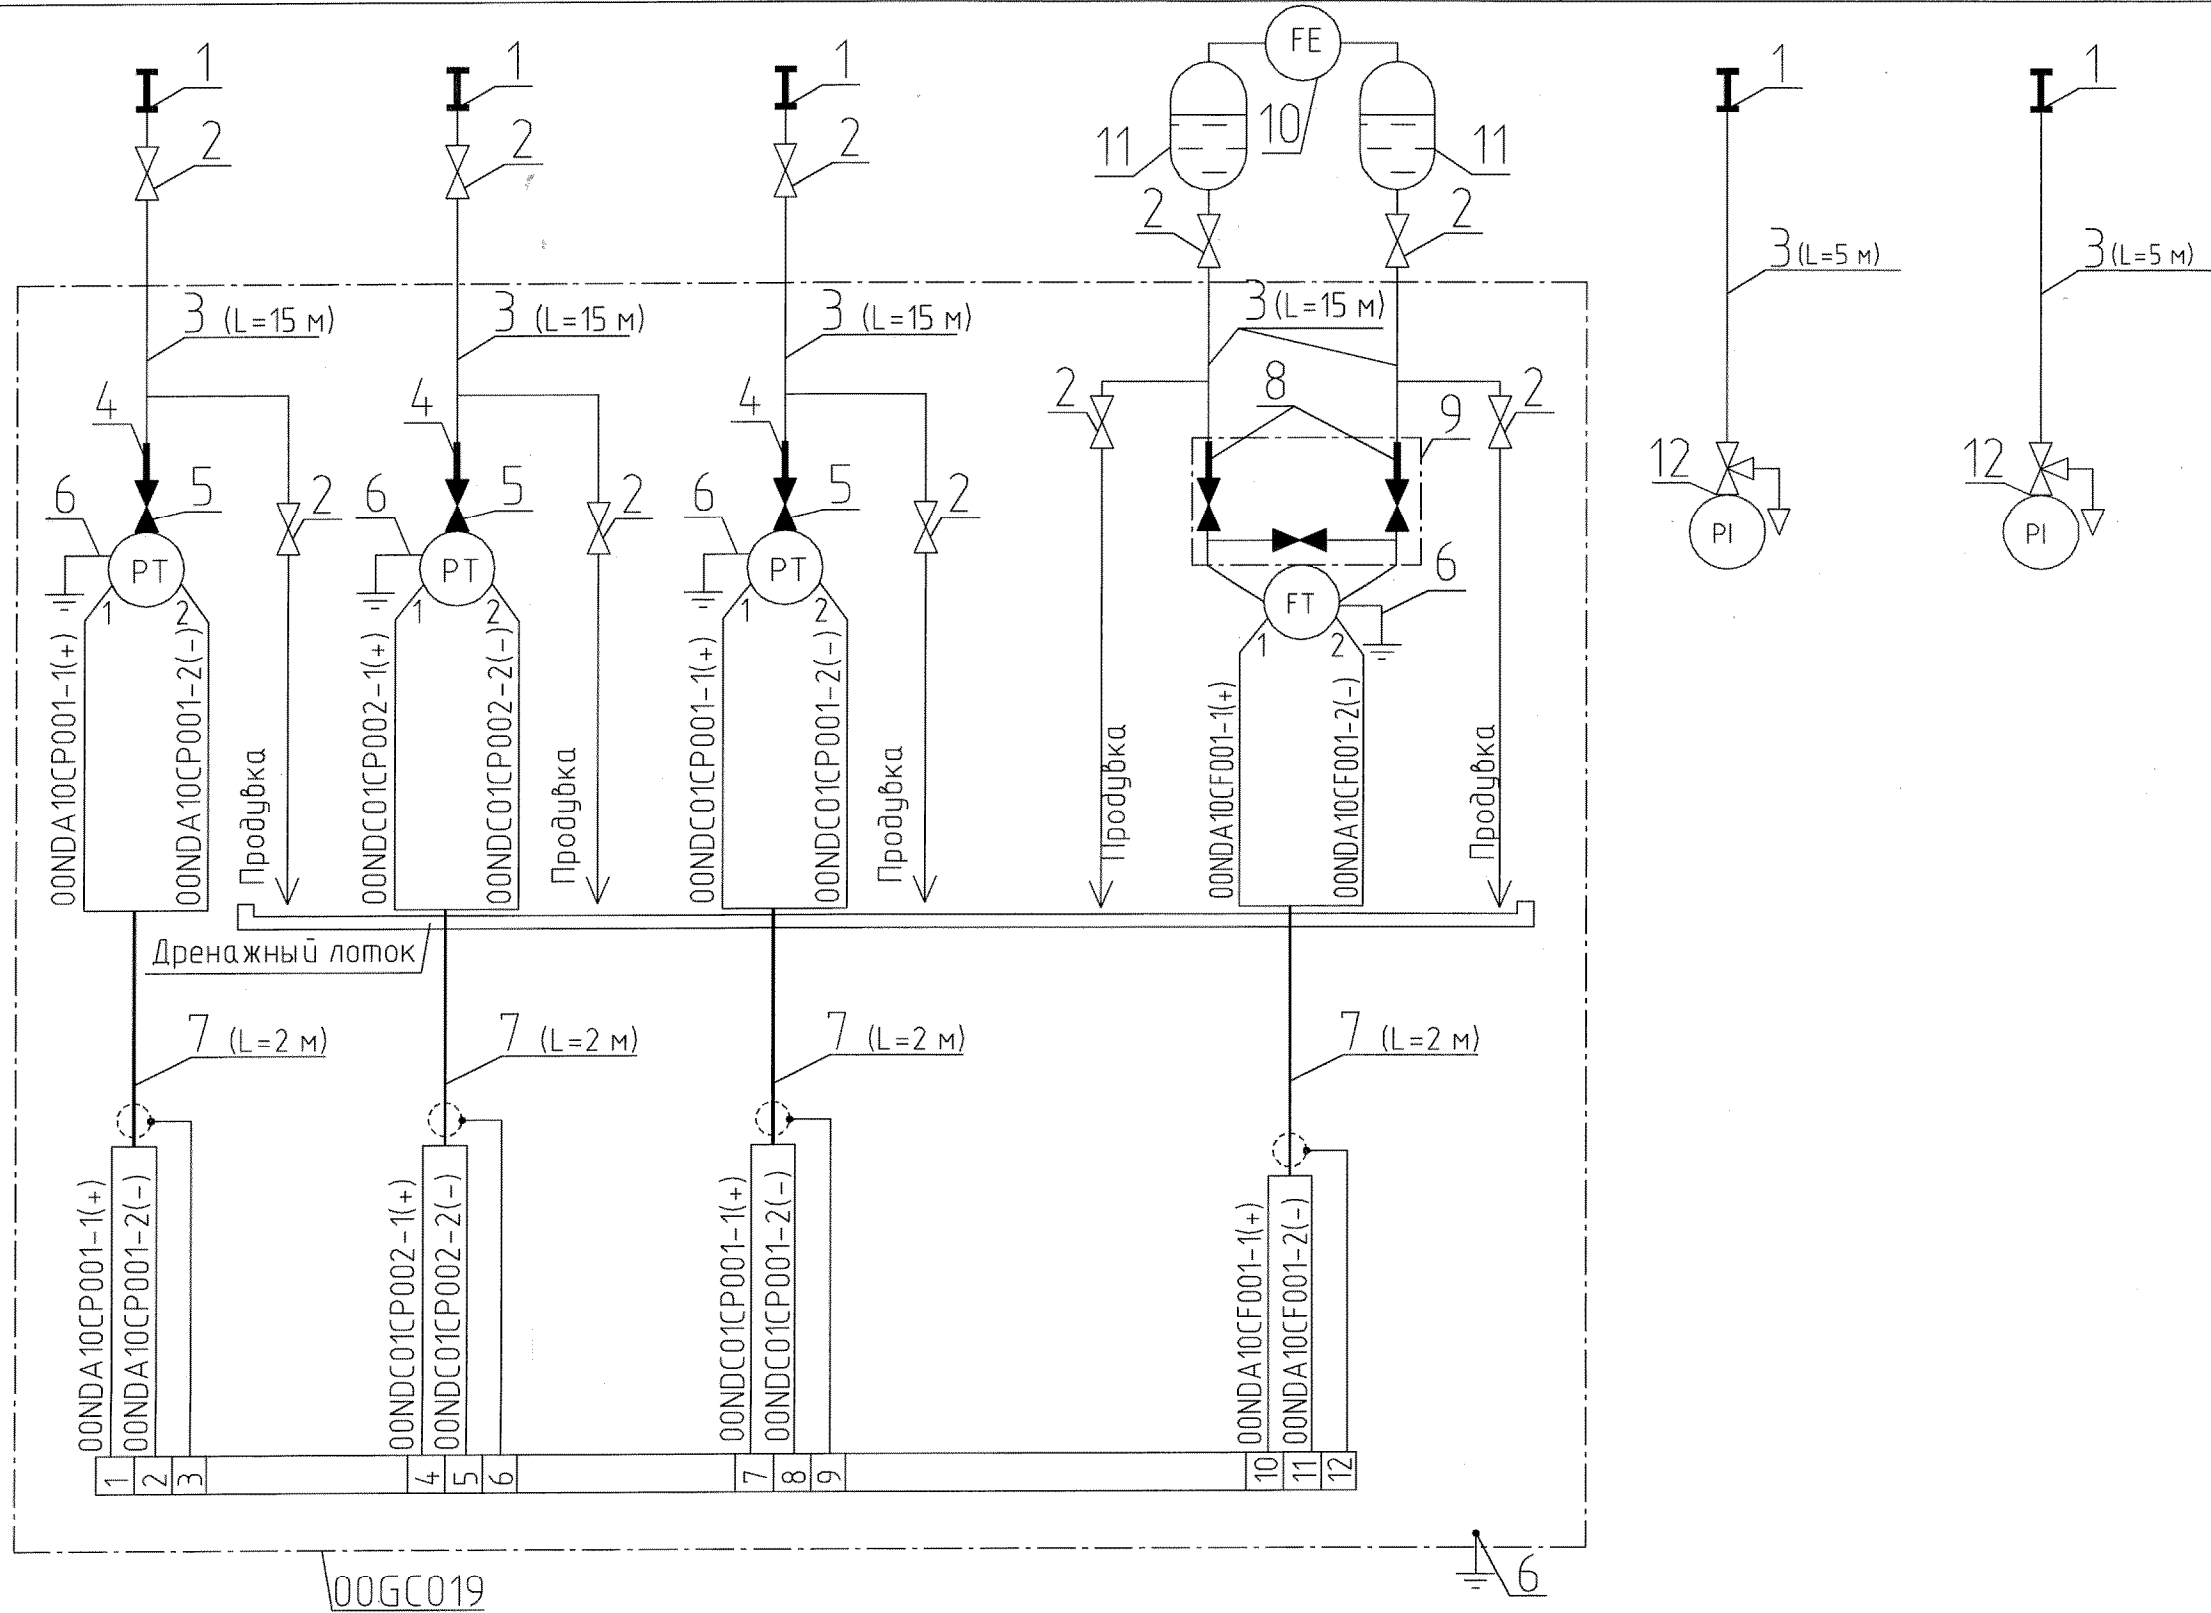 1
1
1
FE
1
1
2
2
2
11
10
11
2
2
3 (L=5 м)
3 (L=5 м)
3 (L=15 м)
3 (L=15 м)
3 (L=15 м)
3 (L=15 м)
4
4
4
2
8
9
2
6
5
2
6
5
2
6
5
2
12
12
PT
PT
PT
6
PI
PI
FT
1
2
1
2
1
2
1
2
00NDA10CP001-1(+)
00NDA10CP001-2(-)
Продувка
00NDC01CP002-1(+)
00NDC01CP002-2(-)
Продувка
00NDC01CP001-1(+)
00NDC01CP001-2(-)
Продувка
Продувка
00NDA10CF001-1(+)
00NDA10CF001-2(-)
Продувка
Дренажный лоток
7 (L=2 м)
7 (L=2 м)
7 (L=2 м)
7 (L=2 м)
00NDA10CP001-1(+)
00NDA10CP001-2(-)
00NDC01CP002-1(+)
00NDC01CP002-2(-)
00NDC01CP001-1(+)
00NDC01CP001-2(-)
00NDA10CF001-1(+)
00NDA10CF001-2(-)
1
2
3
4
5
6
7
8
9
10
11
12
00GC019
6